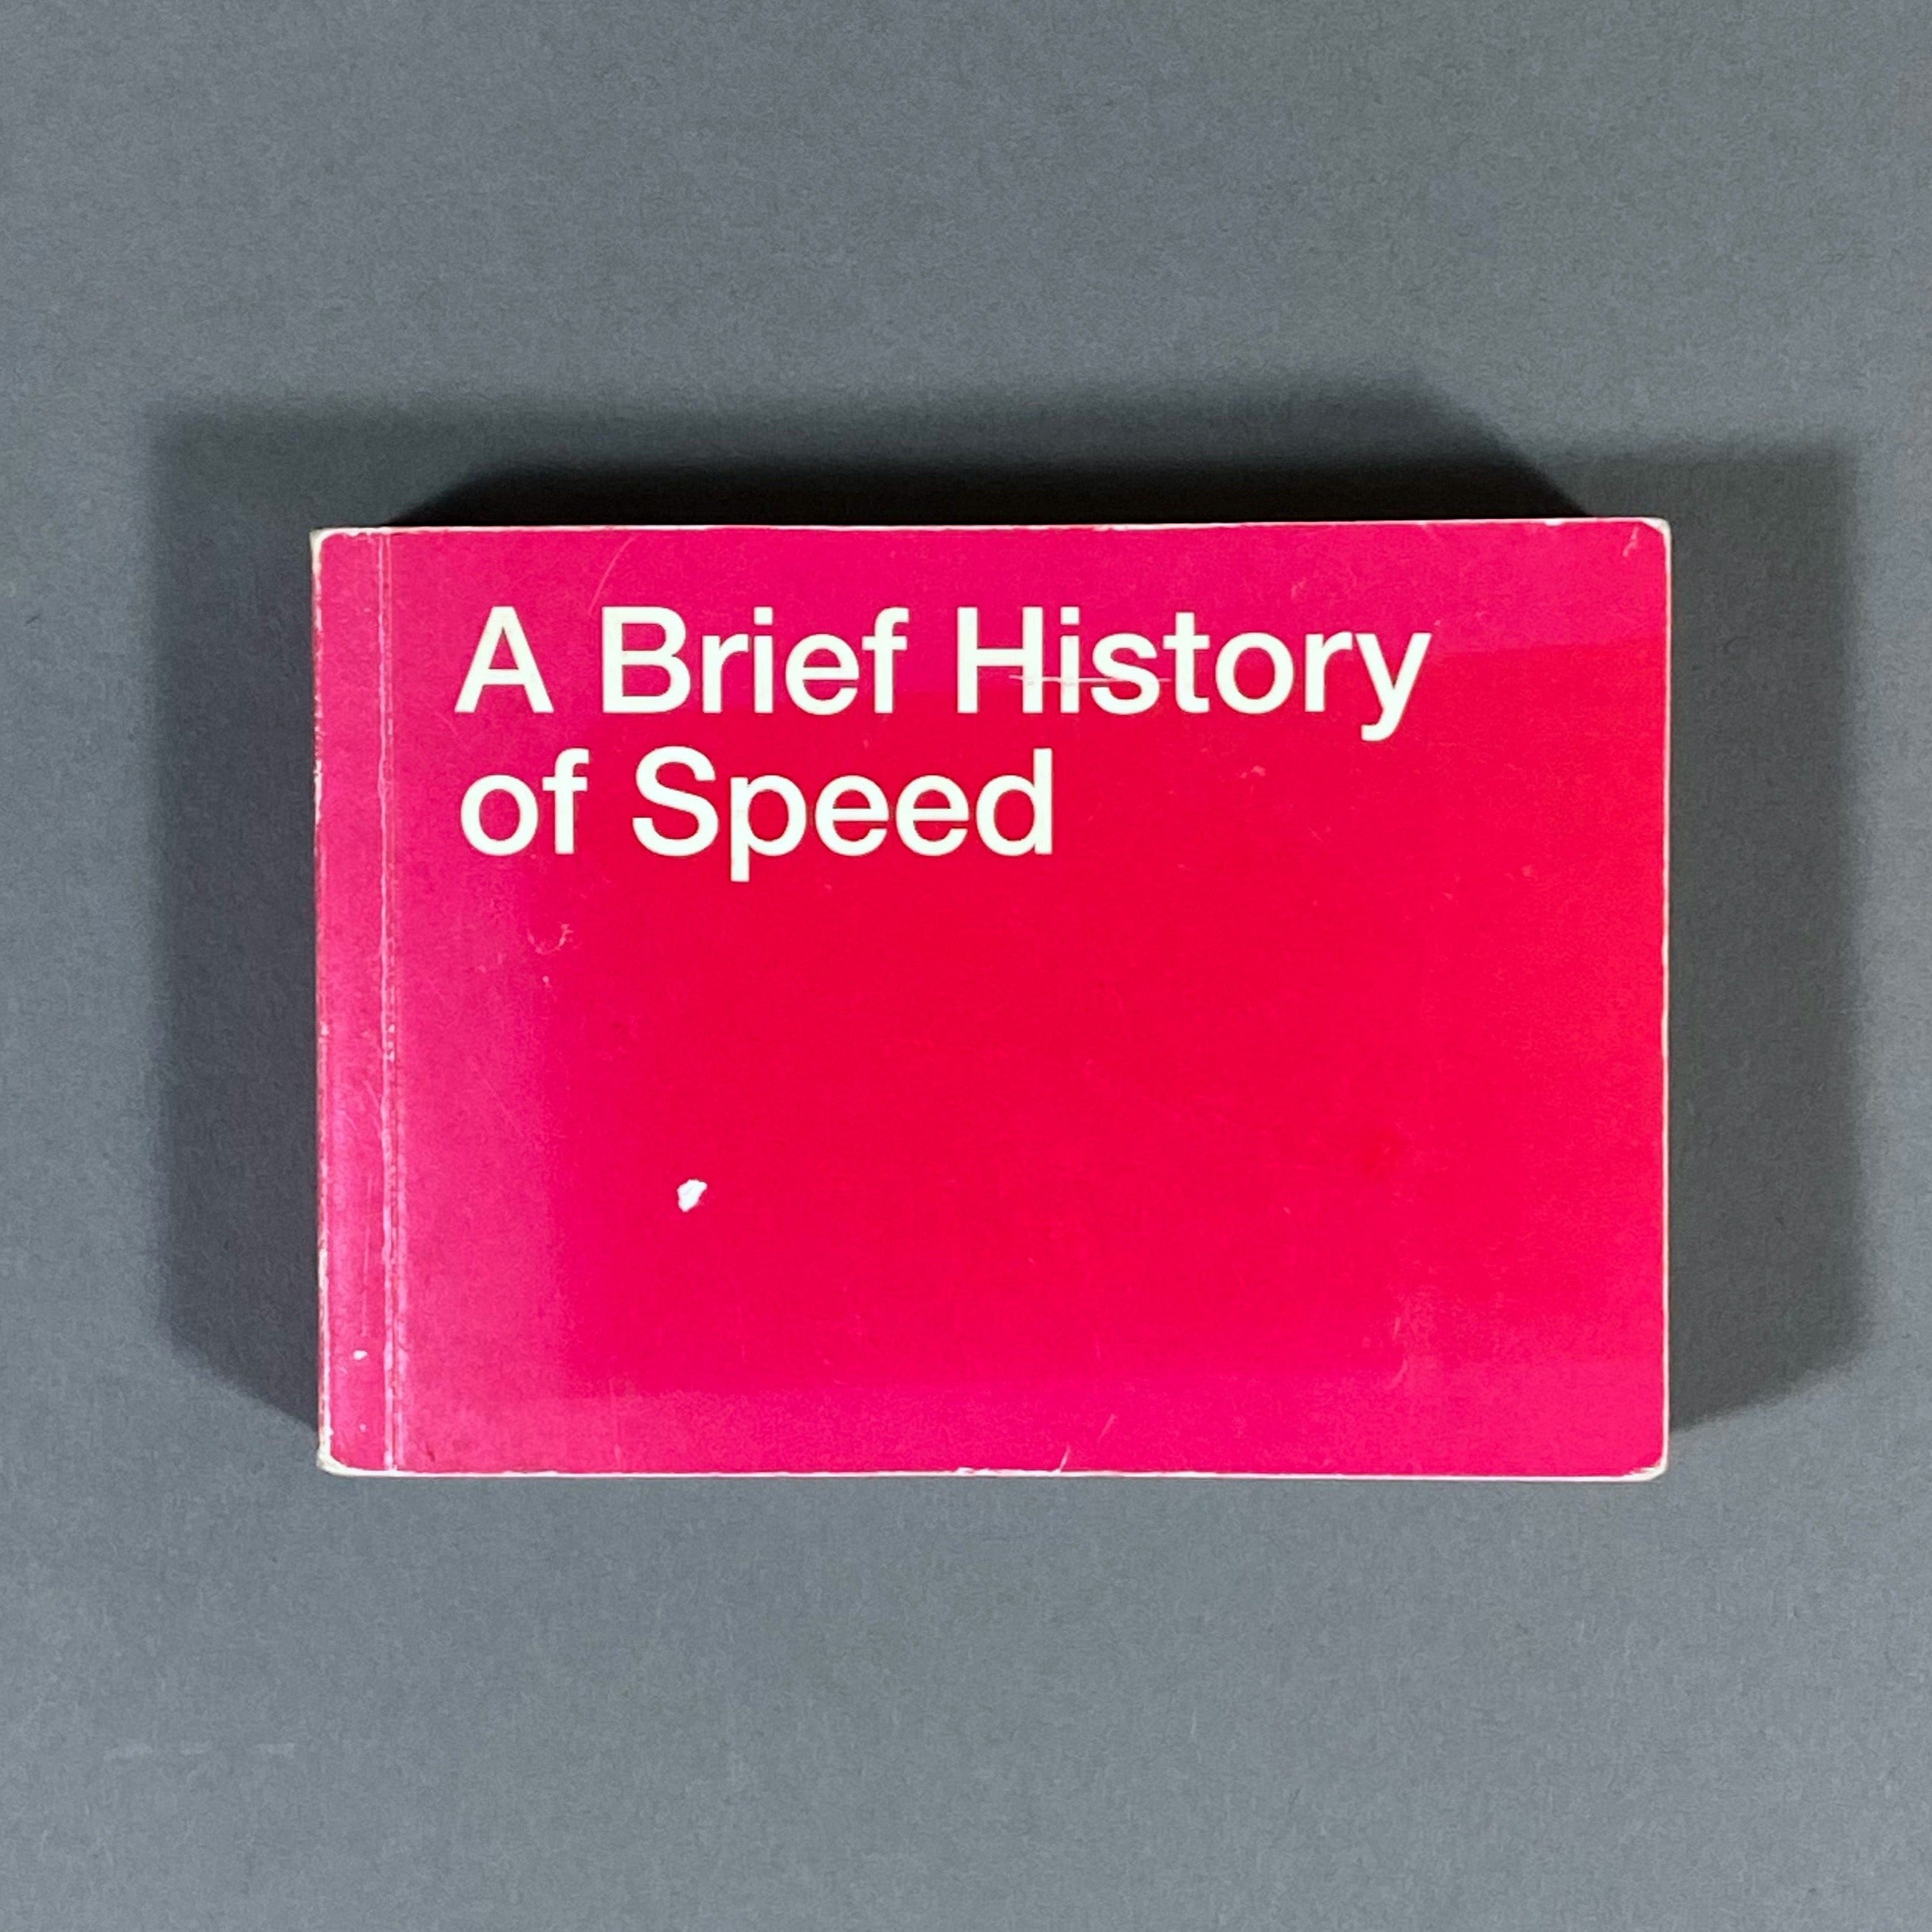 A Brief History
of Speed